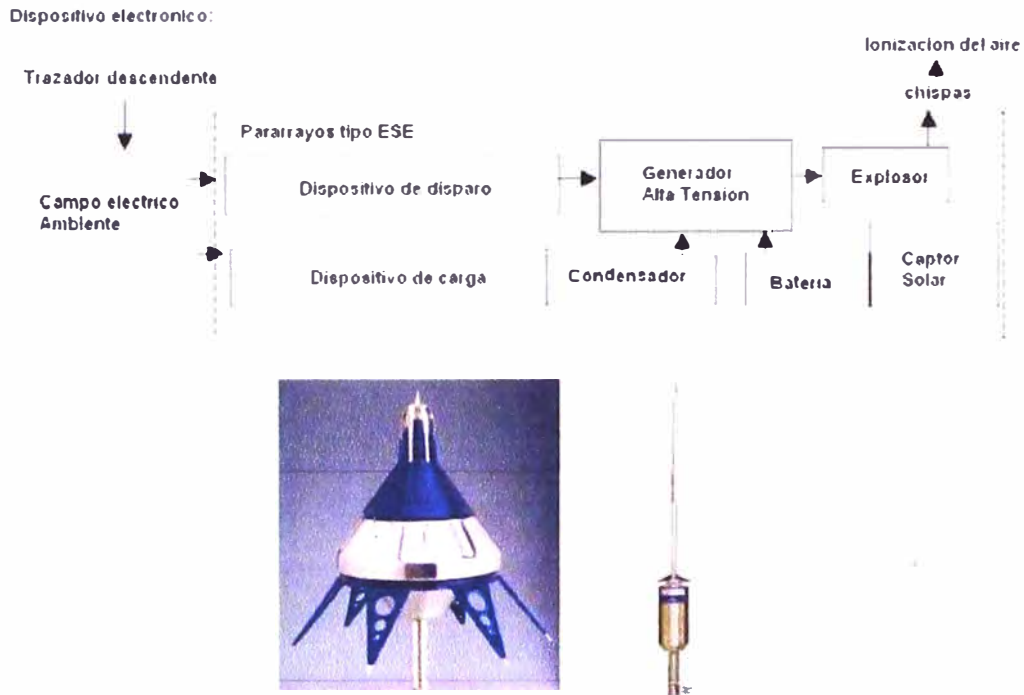 Dispositivo electronico:
Ionizacion del aire
Trazador descendente
chispas
Pararrayos tipo ESE
Dispositivo de disparo
Generador
Alta Tension
Explosor
Campo electrico
Ambiente
Dispositivo de carga
Condensador
Bateria
Captor
Solar